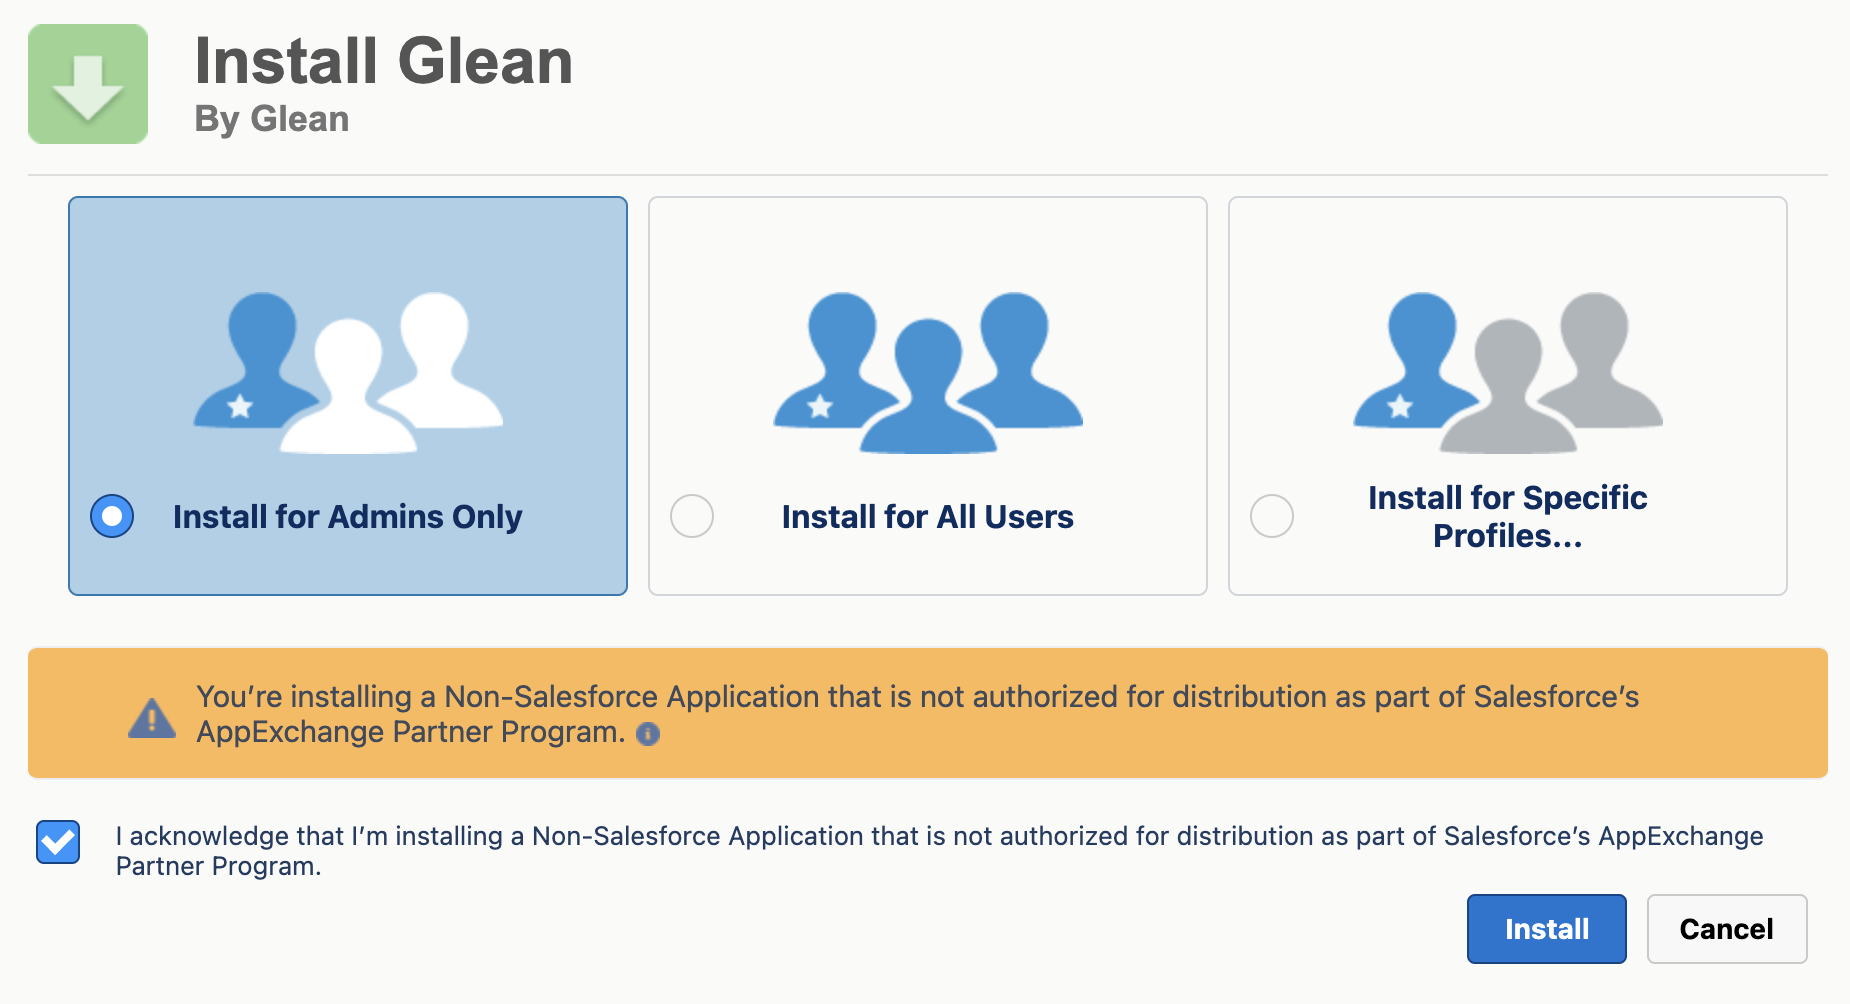 Install Glean
By Glean
Install for Admins Only
Install for All Users
Install for Specific
Profiles...
You’re installing a Non-Salesforce Application that is not authorized for distribution as part of Salesforce’s
AppExchange Partner Program.
I acknowledge that I’m installing a Non-Salesforce Application that is not authorized for distribution as part of Salesforce’s AppExchange
Partner Program.
Install
Cancel